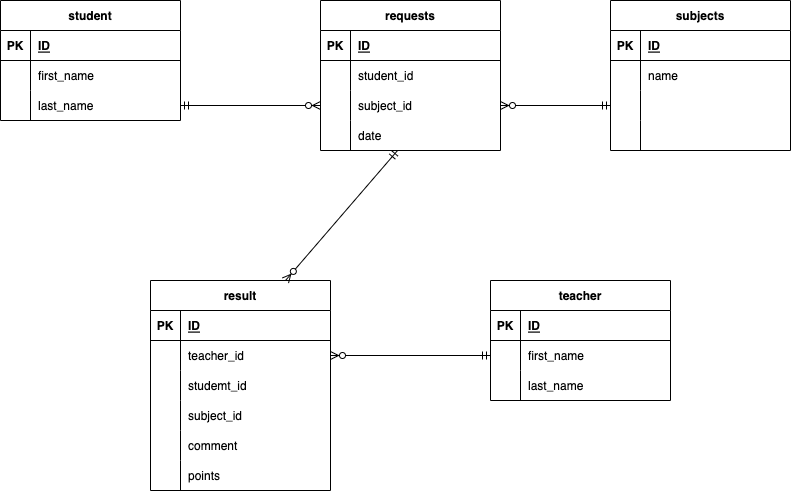 student
PK ID
first_name
last_name
requests
PK ID
student_id
subject_id
date
subjects
PK ID
name
result
PK ID
teacher_id
studemt_id
subject_id
comment
points
teacher
PK ID
first_name
last_name